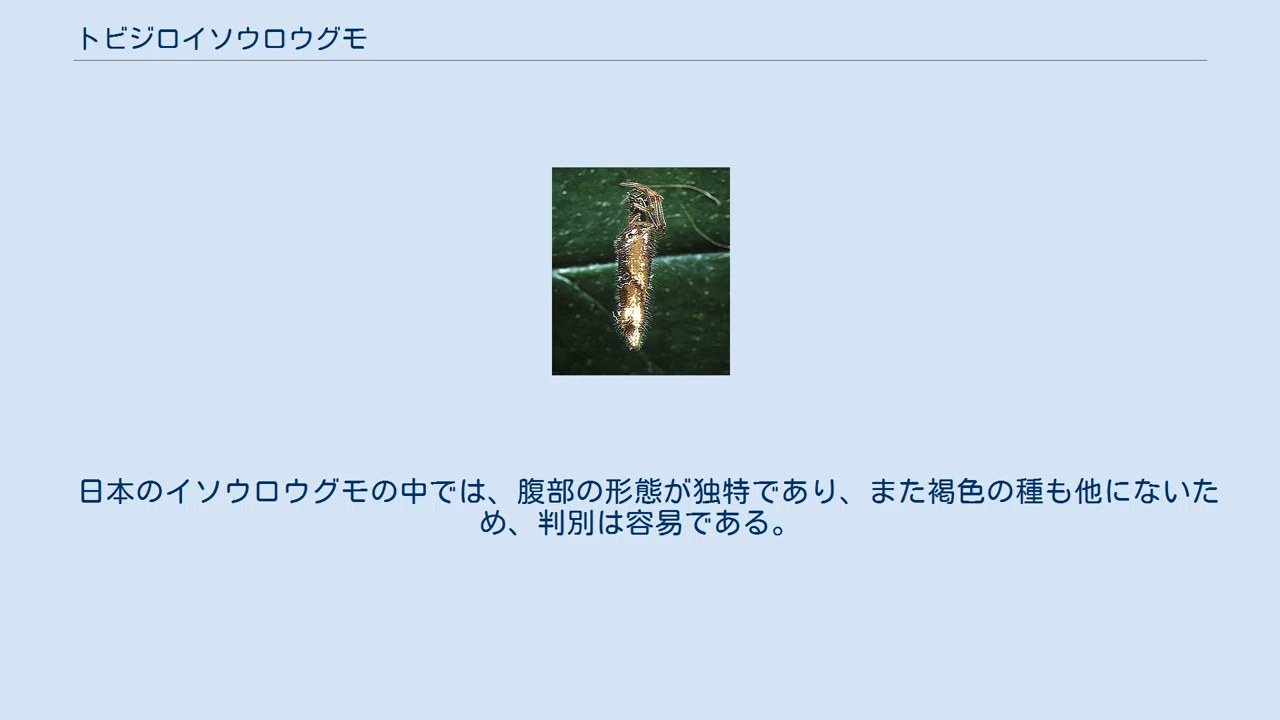 トビジロイソウロウグモ
日本のイソウロウグモの中では、腹部の形態が独特であり、また褐色の種も他にないた
め、判別は容易である。